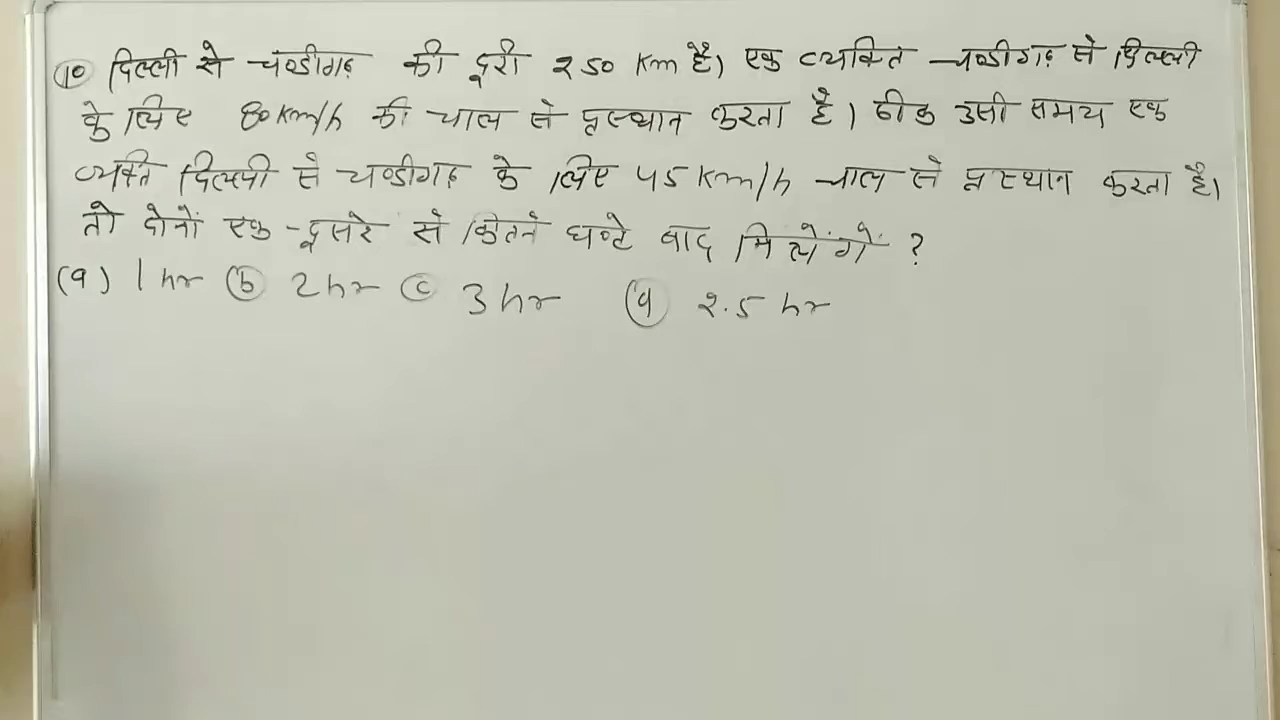 10 दिल्ली से चण्डीगढ़ की दूरी 250 Km है। एक व्यक्ति चण्डीगढ़ से दिल्ली
के लिए 80 Km/h की चाल से प्रस्थान करता है। ठीक उसी समय एक
व्यक्ति दिल्ली से चण्डीगढ़ के लिए 45 Km/h चाल से प्रस्थान करता है।
तो दोनों एक-दूसरे से कितने घण्टे बाद मिलेंगे ?
(a) 1 hr (b) 2 hr (c) 3 hr (d) 2.5 hr